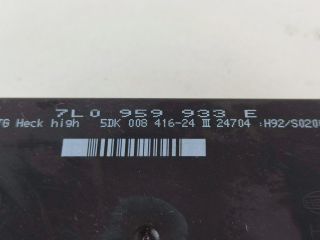 7L0 959 933 E
TG Heck high 5DK 008 416-24 III 24704 :H92/S020